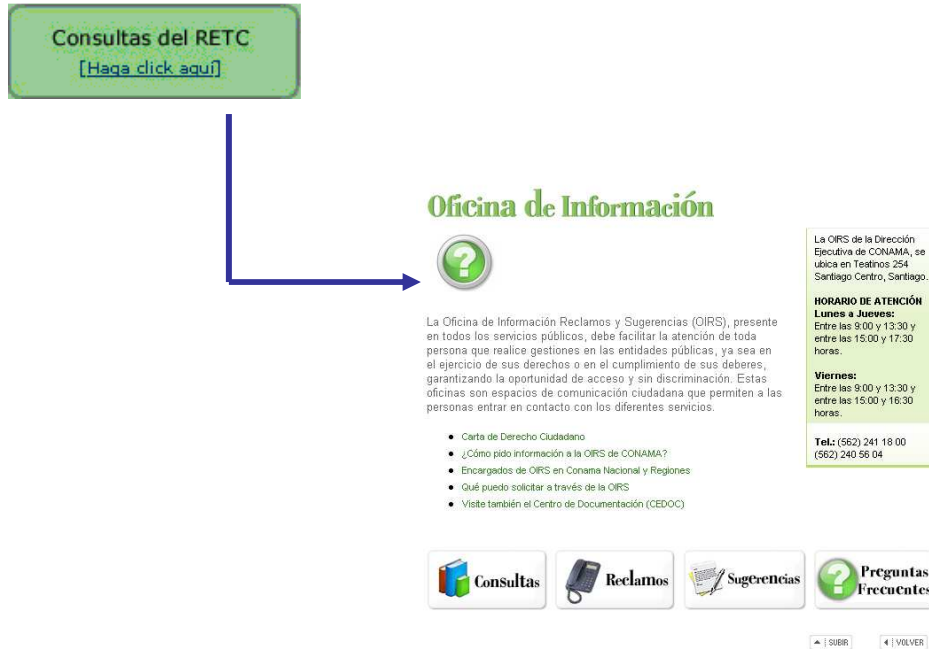 Consultas del RETC
[Haga click aquí]
Oficina de Información
La Oficina de Información Reclamos y Sugerencias (OIRS), presente
en todos los servicios públicos, debe facilitar la atención de toda
persona que realice gestiones en las entidades públicas, ya sea en
el ejercicio de sus derechos o en el cumplimiento de sus deberes,
garantizando la oportunidad de acceso y sin discriminación. Estas
oficinas son espacios de comunicación ciudadana que permiten a las
personas entrar en contacto con los diferentes servicios.
Carta de Derecho Ciudadano
¿Cómo pido información a la OIRS de CONAMA?
Encargados de OIRS en Conama Nacional y Regiones
Qué puedo solicitar a través de la OIRS
Visite también el Centro de Documentación (CEDOC)
La OIRS de la Dirección
Ejecutiva de CONAMA, se
ubica en Teatinos 254
Santiago Centro, Santiago.
HORARIO DE ATENCIÓN
Lunes a Jueves:
Entre las 9:00 y 13:30 y
entre las 15:00 y 17:30
horas.
Viernes:
Entre las 9:00 y 13:30 y
entre las 15:00 y 16:30
horas.
Tel.: (562) 241 18 00
(562) 240 56 04
Consultas
Reclamos
Sugerencias
Preguntas
Frecuentes
SUBIR
VOLVER